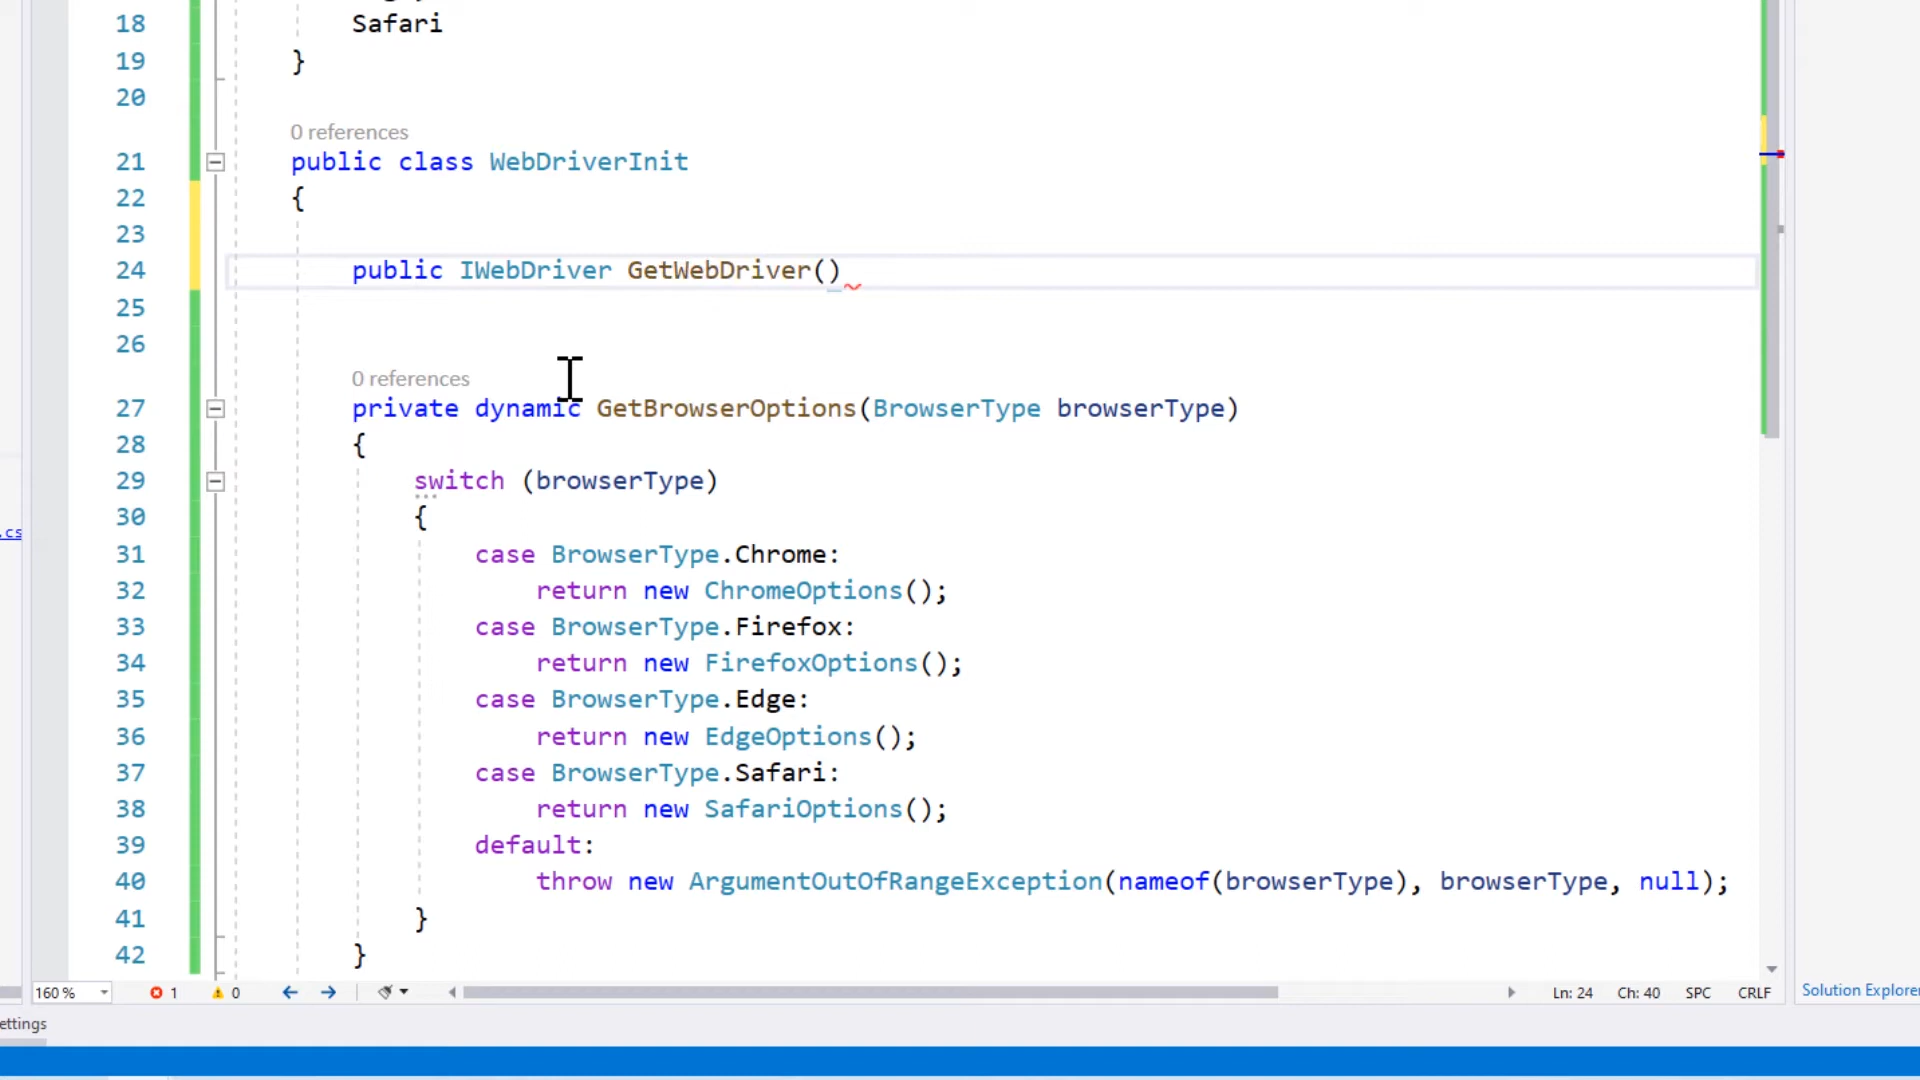 18 Safari
19 }
20
0 references
21 public class WebDriverInit
22 {
23
24 public IWebDriver GetWebDriver()
25
26
0 references
27 private dynamic GetBrowserOptions(BrowserType browserType)
28 {
29 switch (browserType)
30 {
31 case BrowserType.Chrome:
32 return new ChromeOptions();
33 case BrowserType.Firefox:
34 return new FirefoxOptions();
35 case BrowserType.Edge:
36 return new EdgeOptions();
37 case BrowserType.Safari:
38 return new SafariOptions();
39 default:
40 throw new ArgumentOutOfRangeException(nameof(browserType), browserType, null);
41 }
42 }
.cs
160 % 1 0 Ln: 24 Ch: 40 SPC CRLF
Solution Explorer
ettings